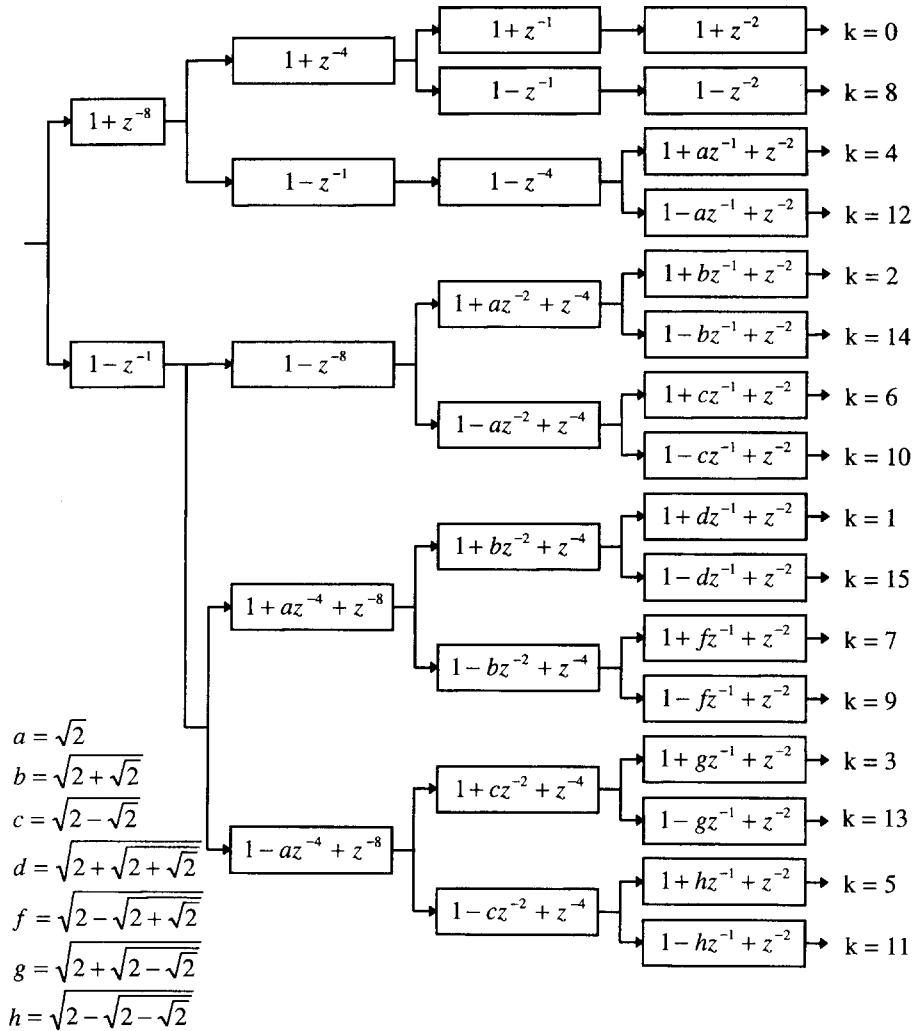 1 + z⁻¹
1 + z⁻²
k = 0
1 + z⁻⁴
1 − z⁻¹
1 − z⁻²
k = 8
1 + z⁻⁸
1 − z⁻¹
1 − z⁻⁴
1 + az⁻¹ + z⁻²
k = 4
1 − az⁻¹ + z⁻²
k = 12
1 + az⁻² + z⁻⁴
1 + bz⁻¹ + z⁻²
k = 2
1 − bz⁻¹ + z⁻²
k = 14
1 − z⁻¹
1 − z⁻⁸
1 − az⁻² + z⁻⁴
1 + cz⁻¹ + z⁻²
k = 6
1 − cz⁻¹ + z⁻²
k = 10
1 + az⁻⁴ + z⁻⁸
1 + bz⁻² + z⁻⁴
1 + dz⁻¹ + z⁻²
k = 1
1 − dz⁻¹ + z⁻²
k = 15
1 − bz⁻² + z⁻⁴
1 + fz⁻¹ + z⁻²
k = 7
1 − fz⁻¹ + z⁻²
k = 9
1 − az⁻⁴ + z⁻⁸
1 + cz⁻² + z⁻⁴
1 + gz⁻¹ + z⁻²
k = 3
1 − gz⁻¹ + z⁻²
k = 13
1 − cz⁻² + z⁻⁴
1 + hz⁻¹ + z⁻²
k = 5
1 − hz⁻¹ + z⁻²
k = 11
a = √2
b = √(2 + √2)
c = √(2 − √2)
d = √(2 + √(2 + √2))
f = √(2 − √(2 + √2))
g = √(2 + √(2 − √2))
h = √(2 − √(2 − √2))